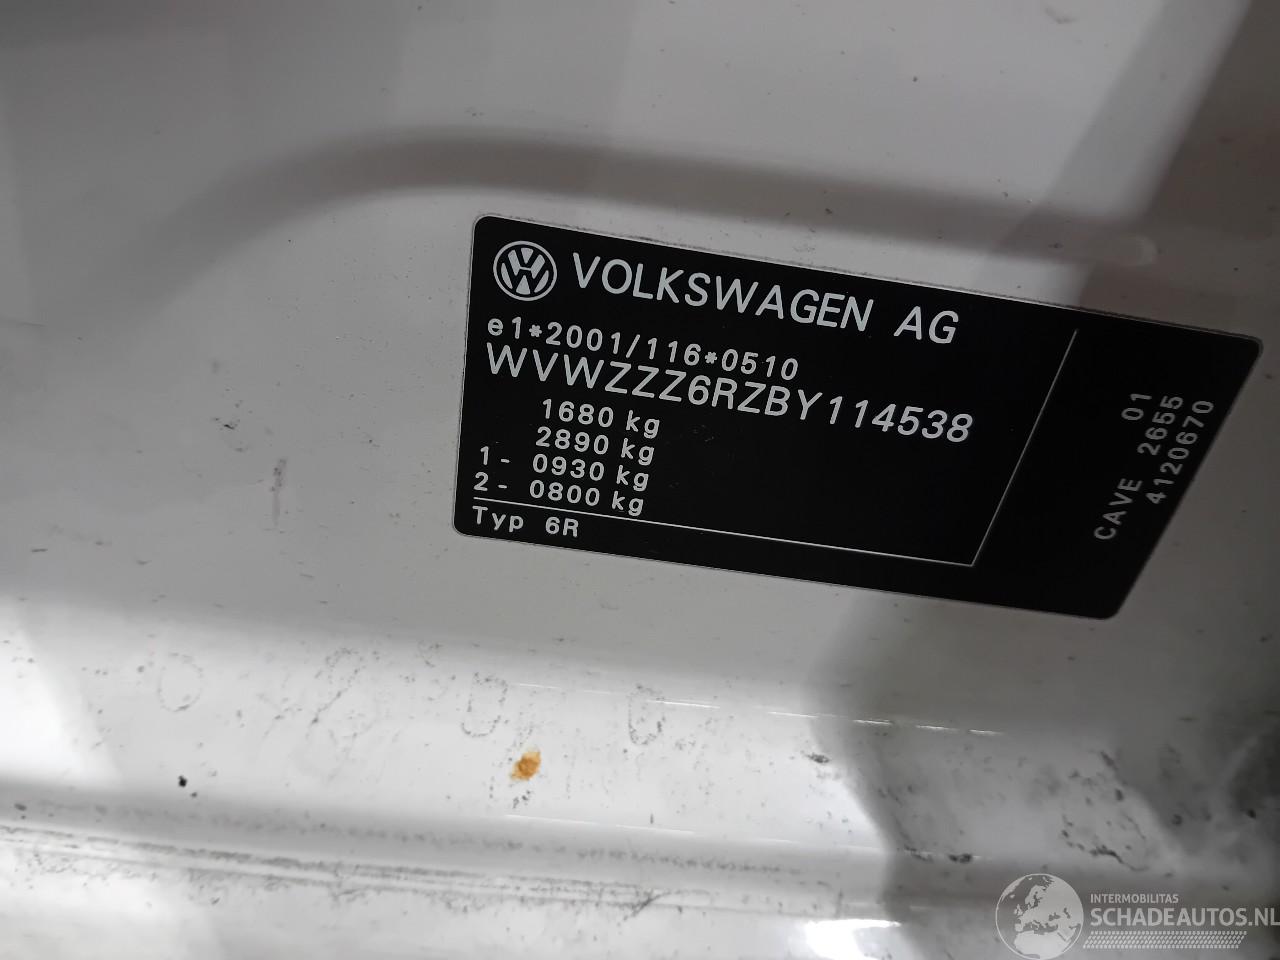 VOLKSWAGEN AG
e1*2001/116*0510
WVWZZZ6RZBY114538
1680 kg
2890 kg
1- 0930 kg
2- 0800 kg
Typ 6R
01
CAVE 2655
4120670
INTERMOBILITAS
SCHADEAUTOS.NL